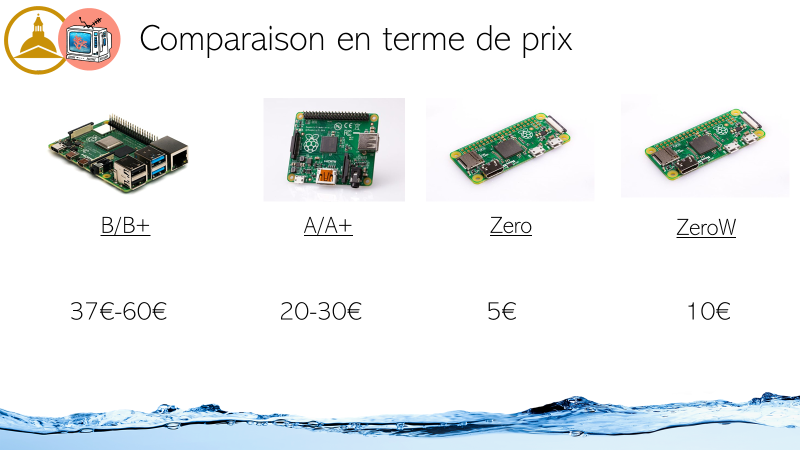 Comparaison en terme de prix
B/B+
A/A+
Zero
ZeroW
37€-60€
20-30€
5€
10€